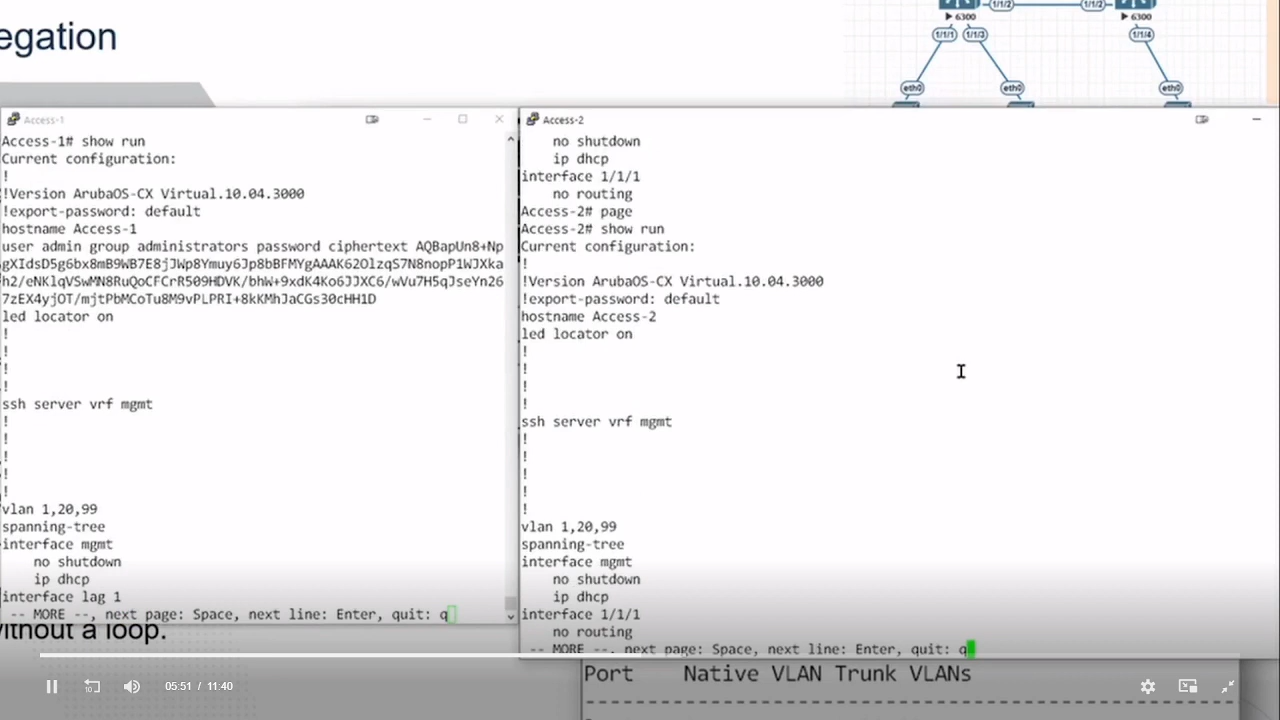 egation
1/1/2
1/1/2
6300
6300
1/1/1
1/1/3
1/1/4
eth0
eth0
eth0
Access-1
Access-1# show run
Current configuration:
!
!Version ArubaOS-CX Virtual.10.04.3000
!export-password: default
hostname Access-1
user admin group administrators password ciphertext AQBapUn8+Np
gXIdsD5g6bx8mB9WB7E8jJWp8Ymuy6Jp8bBFMYgAAAK62OlzqS7N8nopP1WJXka
h2/eNKlqVSwMN8RuQoCFCrR509HDVK/bhW+9xdK4Ko6JJXC6/wVu7H5qJseYn26
7zEX4yjOT/mjtPbMCoTu8M9vPLPRI+8kKMhJaCGs30cHH1D
led locator on
!
!
!
!
ssh server vrf mgmt
!
!
!
!
!
vlan 1,20,99
spanning-tree
interface mgmt
no shutdown
ip dhcp
interface lag 1
-- MORE --, next page: Space, next line: Enter, quit: q
Access-2
no shutdown
ip dhcp
interface 1/1/1
no routing
Access-2# page
Access-2# show run
Current configuration:
!
!Version ArubaOS-CX Virtual.10.04.3000
!export-password: default
hostname Access-2
led locator on
!
!
!
!
ssh server vrf mgmt
!
!
!
!
!
vlan 1,20,99
spanning-tree
interface mgmt
no shutdown
ip dhcp
interface 1/1/1
no routing
-- MORE --, next page: Space, next line: Enter, quit: q
without a loop.
Port Native VLAN Trunk VLANs
--------------------------------------------
10
05:51 / 11:40